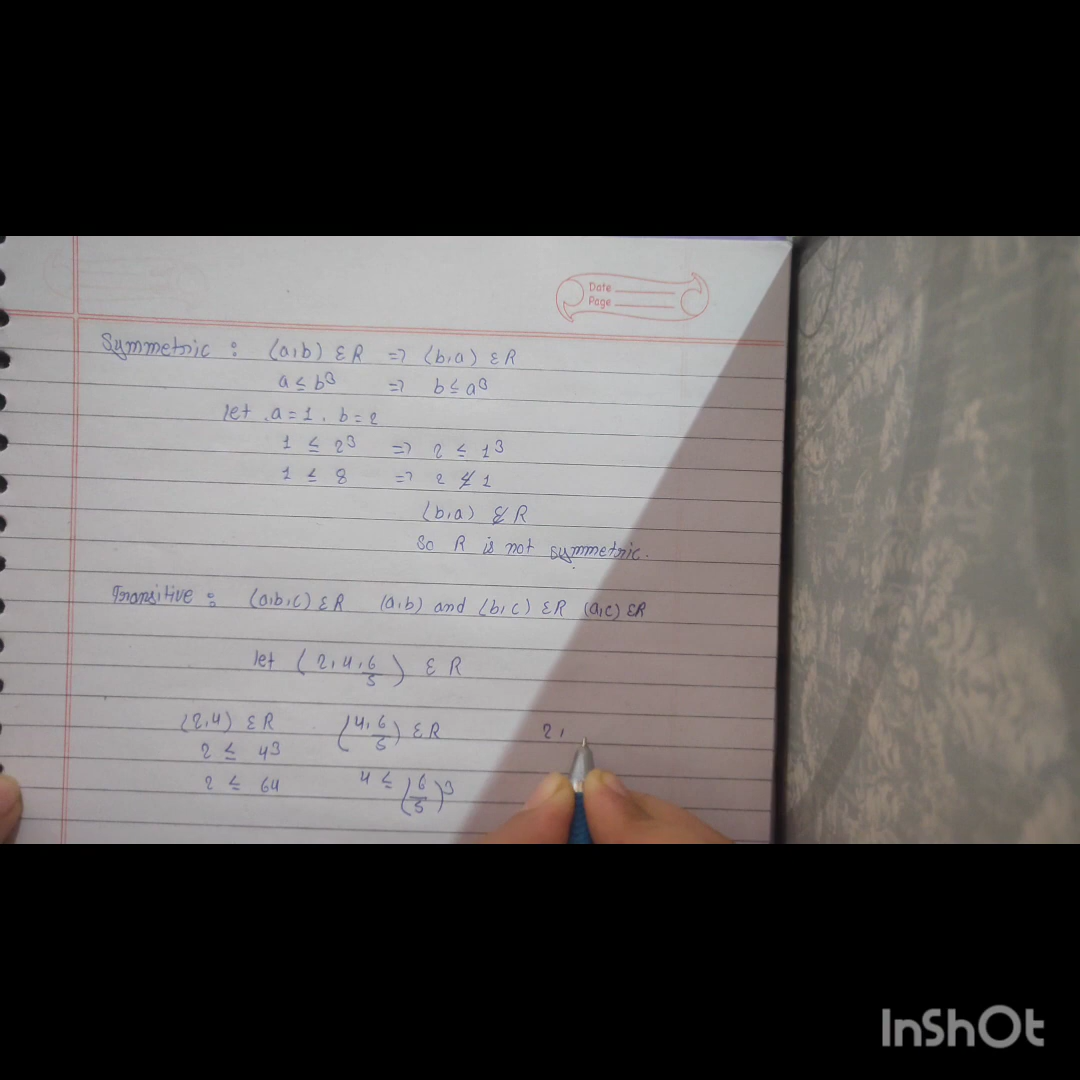 Date
Page
Symmetric : (a,b) ɛ R => (b,a) ɛ R
a ≤ b³ => b ≤ a³
let a = 1, b = 2
1 ≤ 2³ => 2 ≤ 1³
1 ≤ 8 => 2 ≰ 1
(b,a) ∉ R
So R is not symmetric.
Transitive : (a,b,c) ɛ R (a,b) and (b,c) ɛ R (a,c) ɛ R
let (2, 4, 6/5) ɛ R
(2,4) ɛ R (4, 6/5) ɛ R 2,
2 ≤ 4³
2 ≤ 64 4 ≤ (6/5)³
InShOt